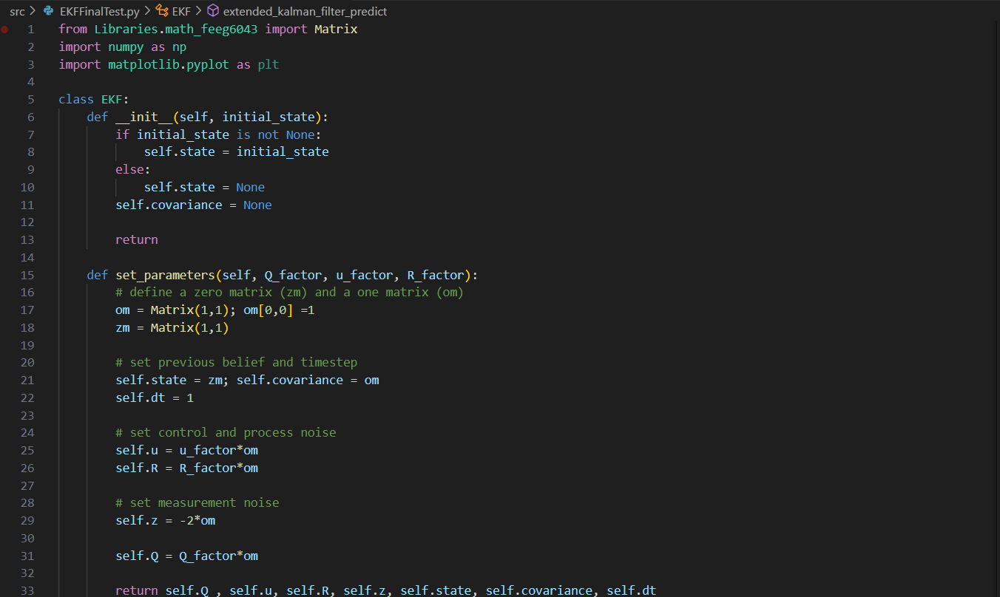 src > EKFFinalTest.py > EKF > extended_kalman_filter_predict
1 from Libraries.math_feeg6043 import Matrix
2 import numpy as np
3 import matplotlib.pyplot as plt
4
5 class EKF:
6     def __init__(self, initial_state):
7         if initial_state is not None:
8             self.state = initial_state
9         else:
10             self.state = None
11         self.covariance = None
12
13         return
14
15     def set_parameters(self, Q_factor, u_factor, R_factor):
16         # define a zero matrix (zm) and a one matrix (om)
17         om = Matrix(1,1); om[0,0] =1
18         zm = Matrix(1,1)
19
20         # set previous belief and timestep
21         self.state = zm; self.covariance = om
22         self.dt = 1
23
24         # set control and process noise
25         self.u = u_factor*om
26         self.R = R_factor*om
27
28         # set measurement noise
29         self.z = -2*om
30
31         self.Q = Q_factor*om
32
33         return self.Q , self.u, self.R, self.z, self.state, self.covariance, self.dt